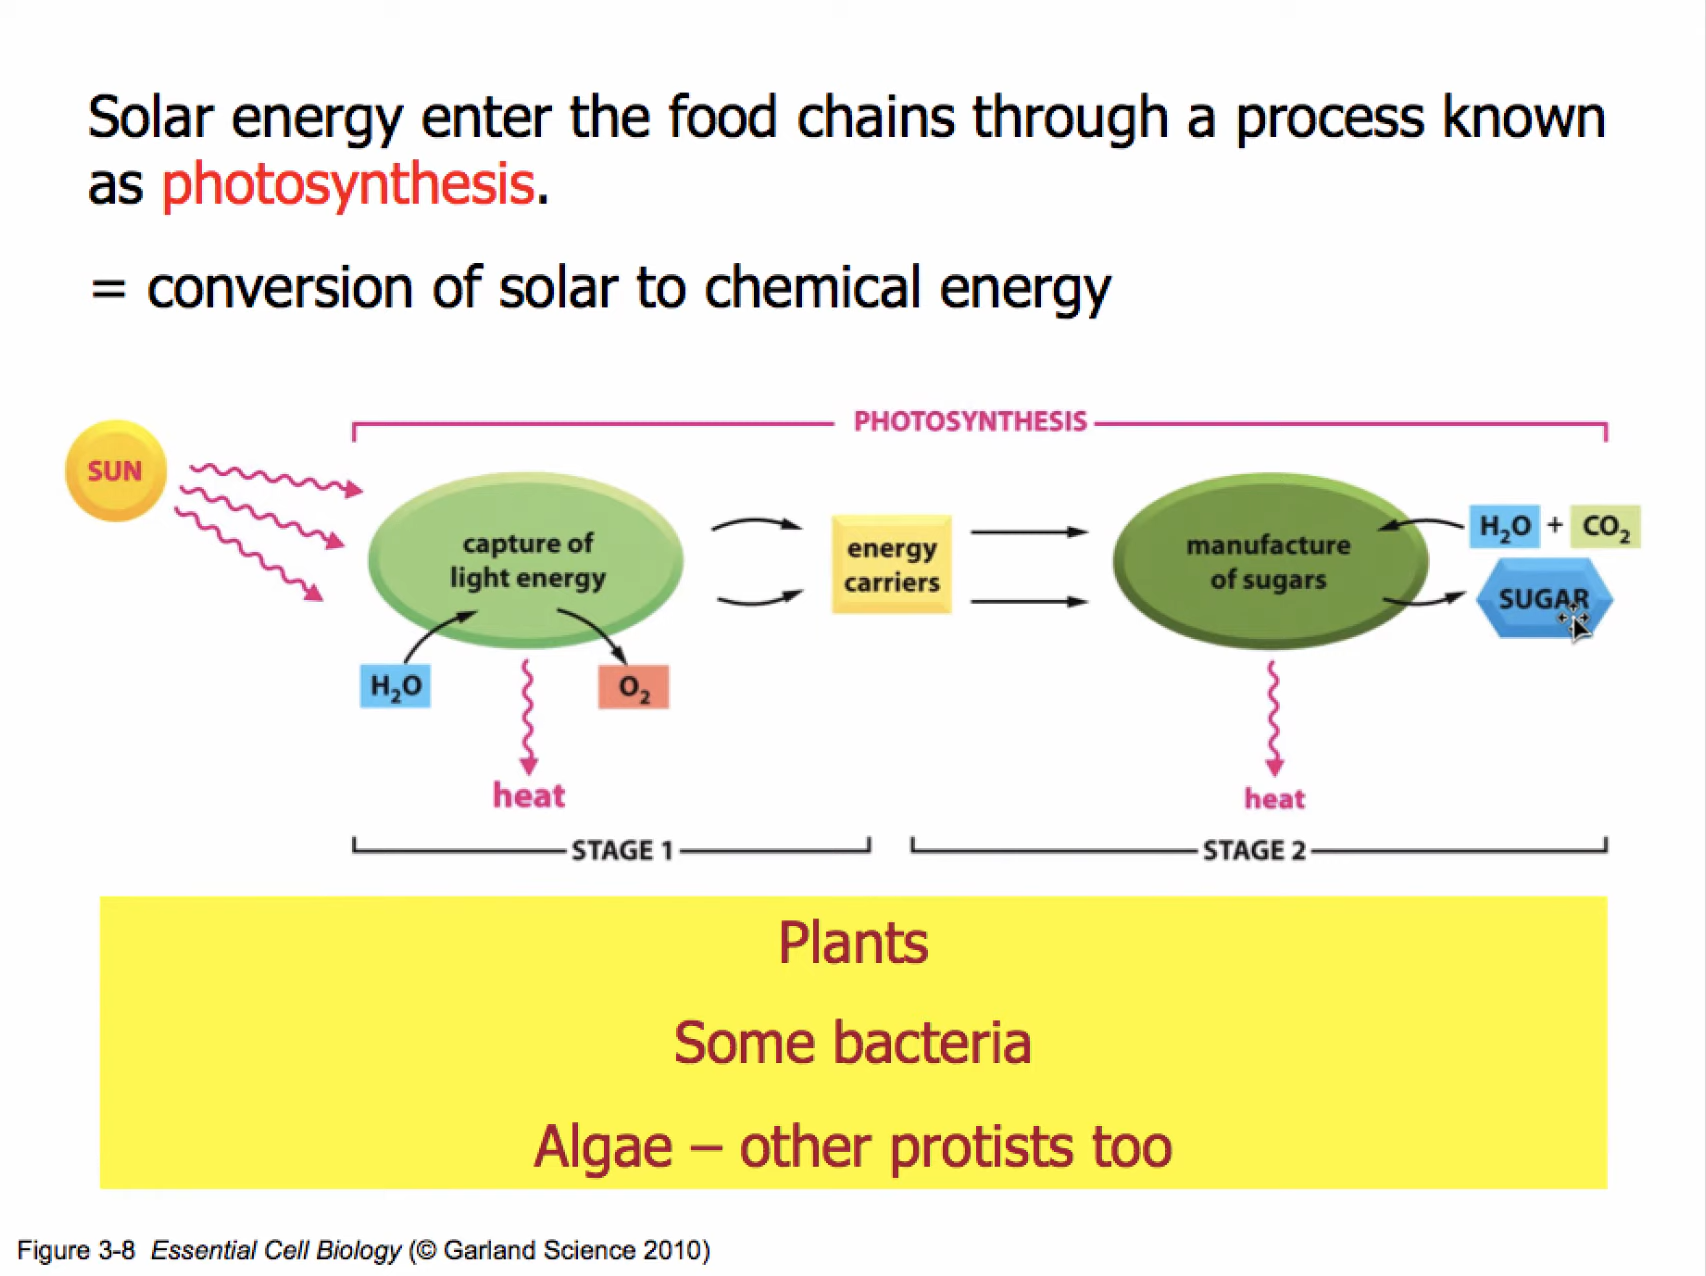 Solar energy enter the food chains through a process known
as photosynthesis.
= conversion of solar to chemical energy
PHOTOSYNTHESIS
SUN
capture of
light energy
energy
carriers
manufacture
of sugars
H₂O + CO₂
SUGAR
H₂O
O₂
heat
heat
STAGE 1
STAGE 2
Plants
Some bacteria
Algae – other protists too
Figure 3-8 Essential Cell Biology (© Garland Science 2010)